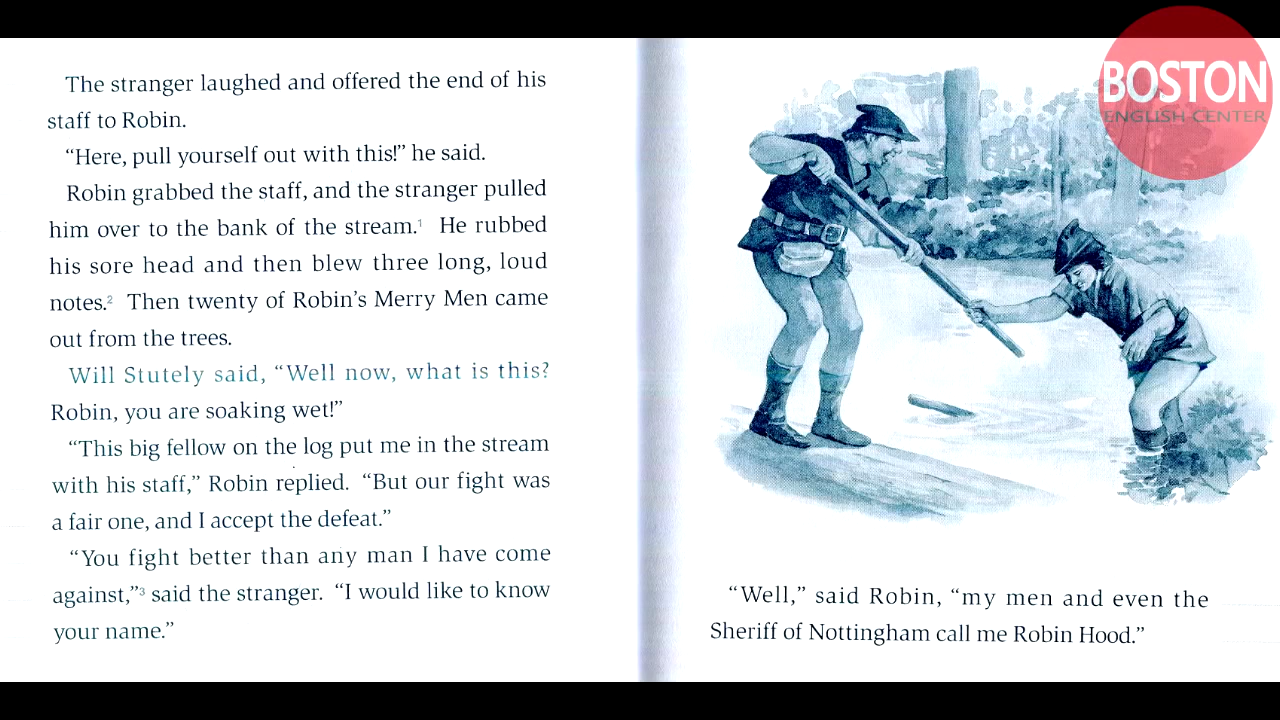 The stranger laughed and offered the end of his
staff to Robin.
“Here, pull yourself out with this!” he said.
Robin grabbed the staff, and the stranger pulled
him over to the bank of the stream.¹ He rubbed
his sore head and then blew three long, loud
notes.² Then twenty of Robin’s Merry Men came
out from the trees.
Will Stutely said, “Well now, what is this?
Robin, you are soaking wet!”
“This big fellow on the log put me in the stream
with his staff,” Robin replied. “But our fight was
a fair one, and I accept the defeat.”
“You fight better than any man I have come
against,”³ said the stranger. “I would like to know
your name.”
BOSTON
ENGLISH CENTER
“Well,” said Robin, “my men and even the
Sheriff of Nottingham call me Robin Hood.”